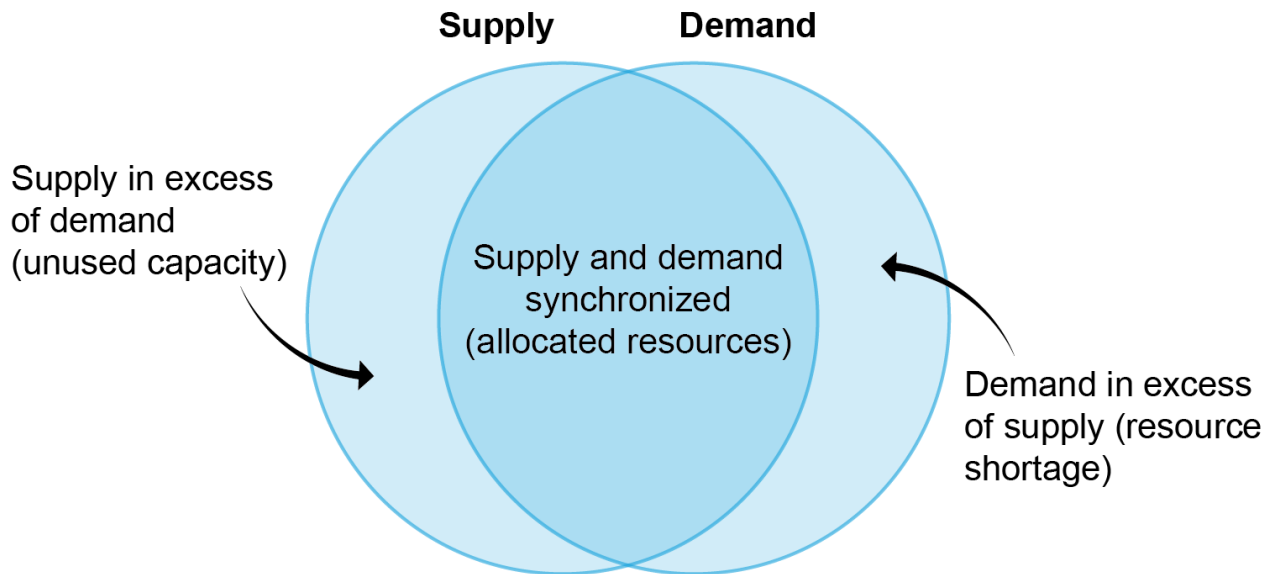 Supply
Demand
Supply in excess
of demand
(unused capacity)
Supply and demand
synchronized
(allocated resources)
Demand in excess
of supply (resource
shortage)